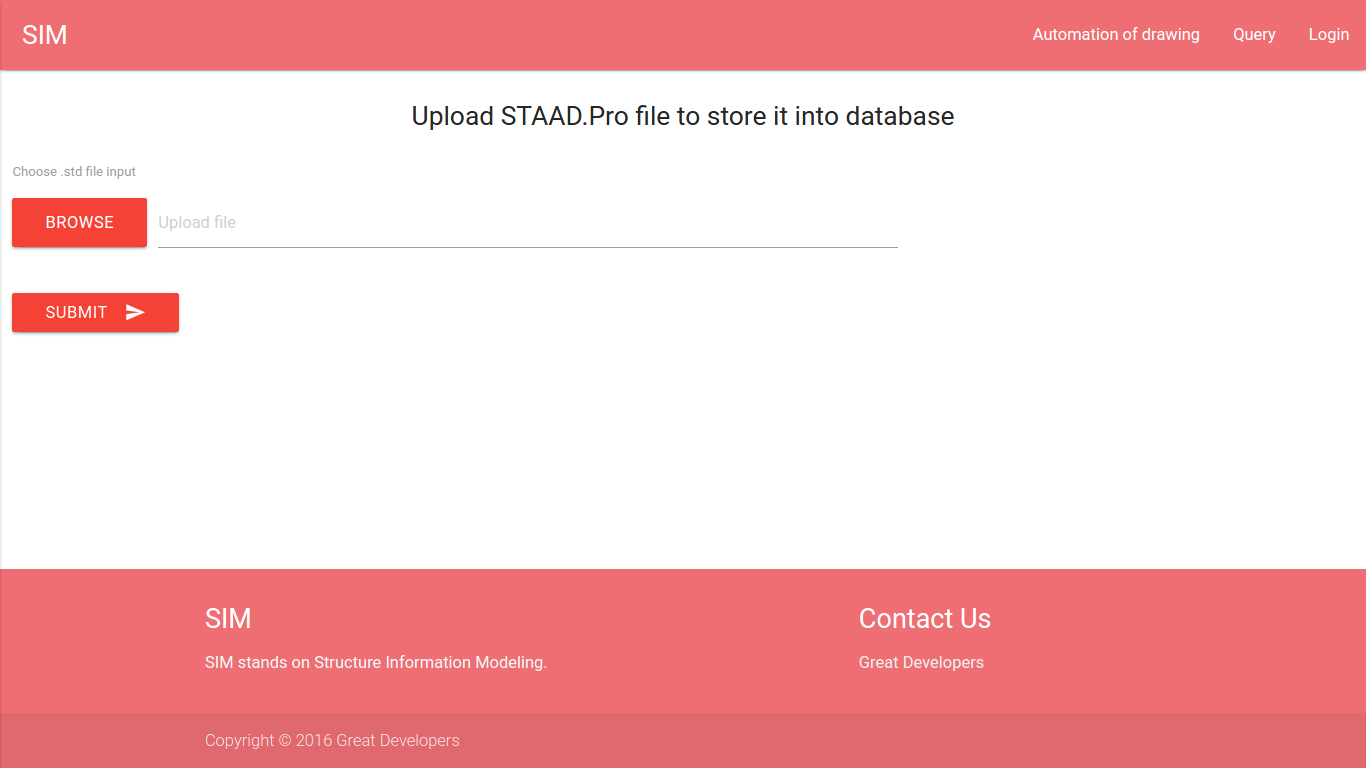 SIM
Automation of drawing Query Login
Upload STAAD.Pro file to store it into database
Choose .std file input
BROWSE
Upload file
SUBMIT
SIM
SIM stands on Structure Information Modeling.
Contact Us
Great Developers
Copyright © 2016 Great Developers